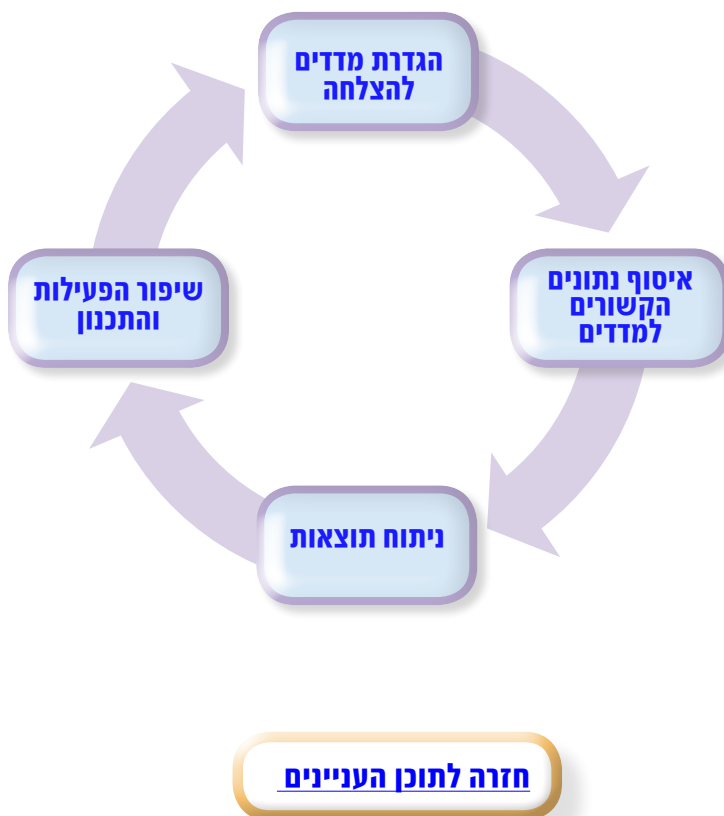 הגדרת מדדים
להצלחה
איסוף נתונים
הקשורים
למדדים
ניתוח תוצאות
שיפור הפעילות
והתכנון
חזרה לתוכן העניינים